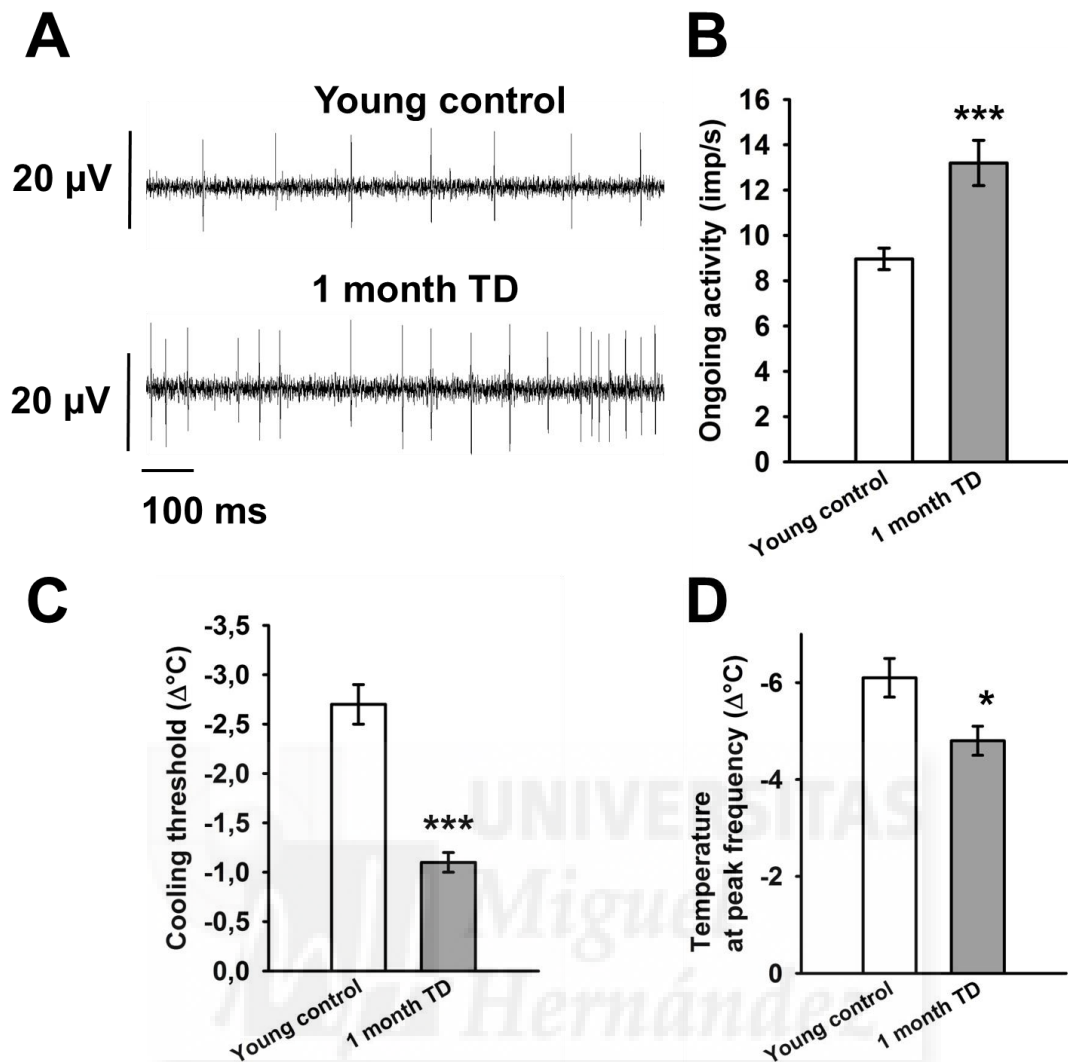 A
Young control
20 µV
1 month TD
20 µV
100 ms
B
Ongoing activity (imp/s)
16
14
12
10
8
6
4
2
0
***
Young control
1 month TD
C
Cooling threshold (Δ°C)
-3,5
-3,0
-2,5
-2,0
-1,5
-1,0
-0,5
0,0
***
Young control
1 month TD
D
Temperature
at peak frequency (Δ°C)
-6
-4
-2
0
*
Young control
1 month TD
UNIVERSITAS
Miguel
Hernández